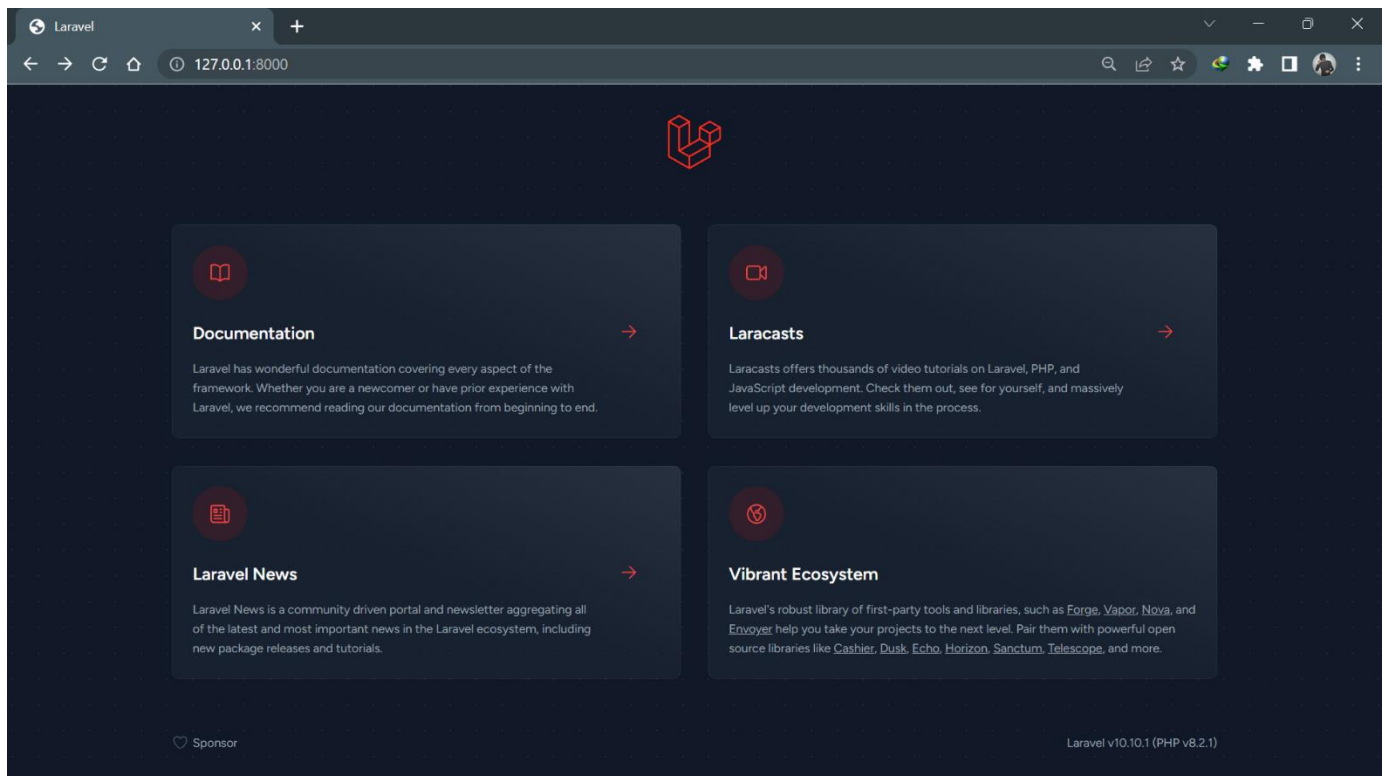 Laravel
127.0.0.1:8000
Documentation
Laravel has wonderful documentation covering every aspect of the
framework. Whether you are a newcomer or have prior experience with
Laravel, we recommend reading our documentation from beginning to end.
Laracasts
Laracasts offers thousands of video tutorials on Laravel, PHP, and
JavaScript development. Check them out, see for yourself, and massively
level up your development skills in the process.
Laravel News
Laravel News is a community driven portal and newsletter aggregating all
of the latest and most important news in the Laravel ecosystem, including
new package releases and tutorials.
Vibrant Ecosystem
Laravel's robust library of first-party tools and libraries, such as Forge, Vapor, Nova, and
Envoyer help you take your projects to the next level. Pair them with powerful open
source libraries like Cashier, Dusk, Echo, Horizon, Sanctum, Telescope, and more.
Sponsor
Laravel v10.10.1 (PHP v8.2.1)